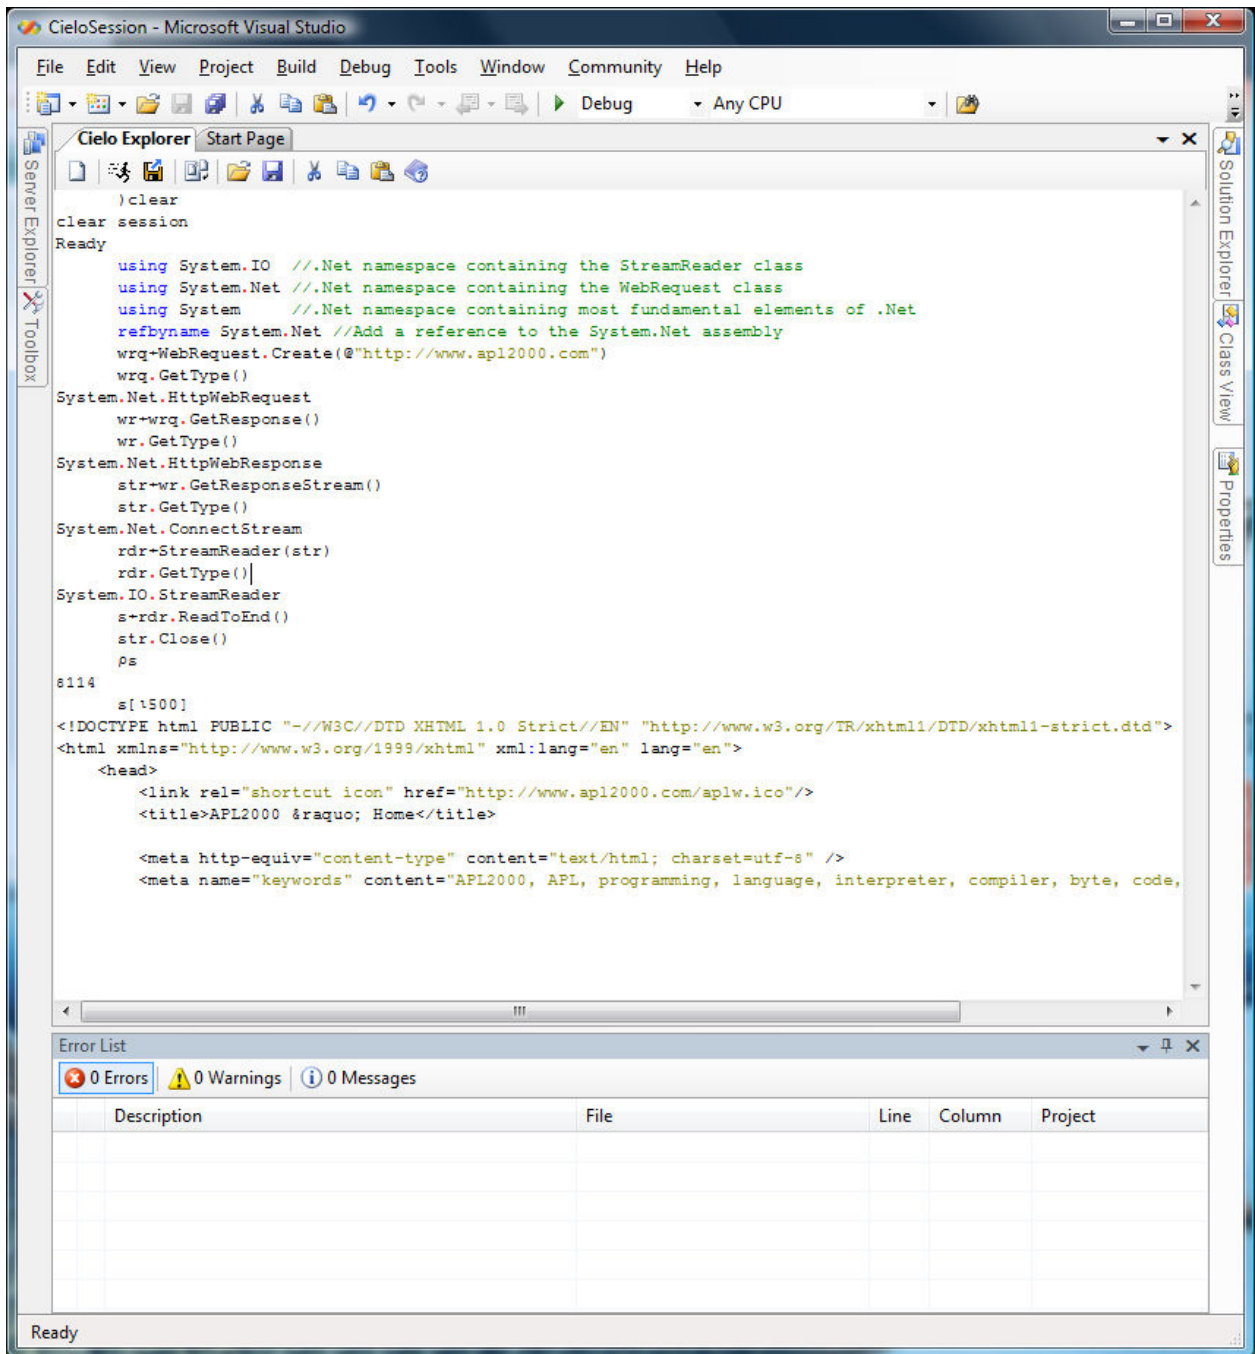 CieloSession - Microsoft Visual Studio
File Edit View Project Build Debug Tools Window Community Help
Debug Any CPU
Server Explorer
Toolbox
Cielo Explorer Start Page
)clear
clear session
Ready
using System.IO //.Net namespace containing the StreamReader class
using System.Net //.Net namespace containing the WebRequest class
using System //.Net namespace containing most fundamental elements of .Net
refbyname System.Net //Add a reference to the System.Net assembly
wrq←WebRequest.Create(@"http://www.apl2000.com")
wrq.GetType()
System.Net.HttpWebRequest
wr←wrq.GetResponse()
wr.GetType()
System.Net.HttpWebResponse
str←wr.GetResponseStream()
str.GetType()
System.Net.ConnectStream
rdr←StreamReader(str)
rdr.GetType()
System.IO.StreamReader
s←rdr.ReadToEnd()
str.Close()
⍴s
8114
s[⍳500]
<!DOCTYPE html PUBLIC "-//W3C//DTD XHTML 1.0 Strict//EN" "http://www.w3.org/TR/xhtml1/DTD/xhtml1-strict.dtd">
<html xmlns="http://www.w3.org/1999/xhtml" xml:lang="en" lang="en">
<head>
<link rel="shortcut icon" href="http://www.apl2000.com/aplw.ico"/>
<title>APL2000 &raquo; Home</title>
<meta http-equiv="content-type" content="text/html; charset=utf-8" />
<meta name="keywords" content="APL2000, APL, programming, language, interpreter, compiler, byte, code,
Solution Explorer
Class View
Properties
Error List
0 Errors 0 Warnings 0 Messages
Description File Line Column Project
Ready